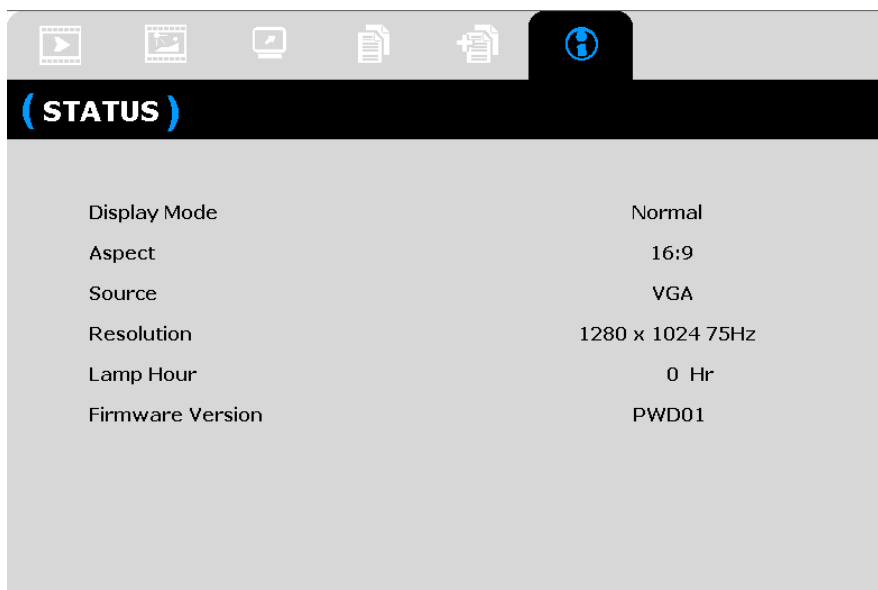 ( STATUS )
Display Mode Normal
Aspect 16:9
Source VGA
Resolution 1280 x 1024 75Hz
Lamp Hour 0 Hr
Firmware Version PWD01